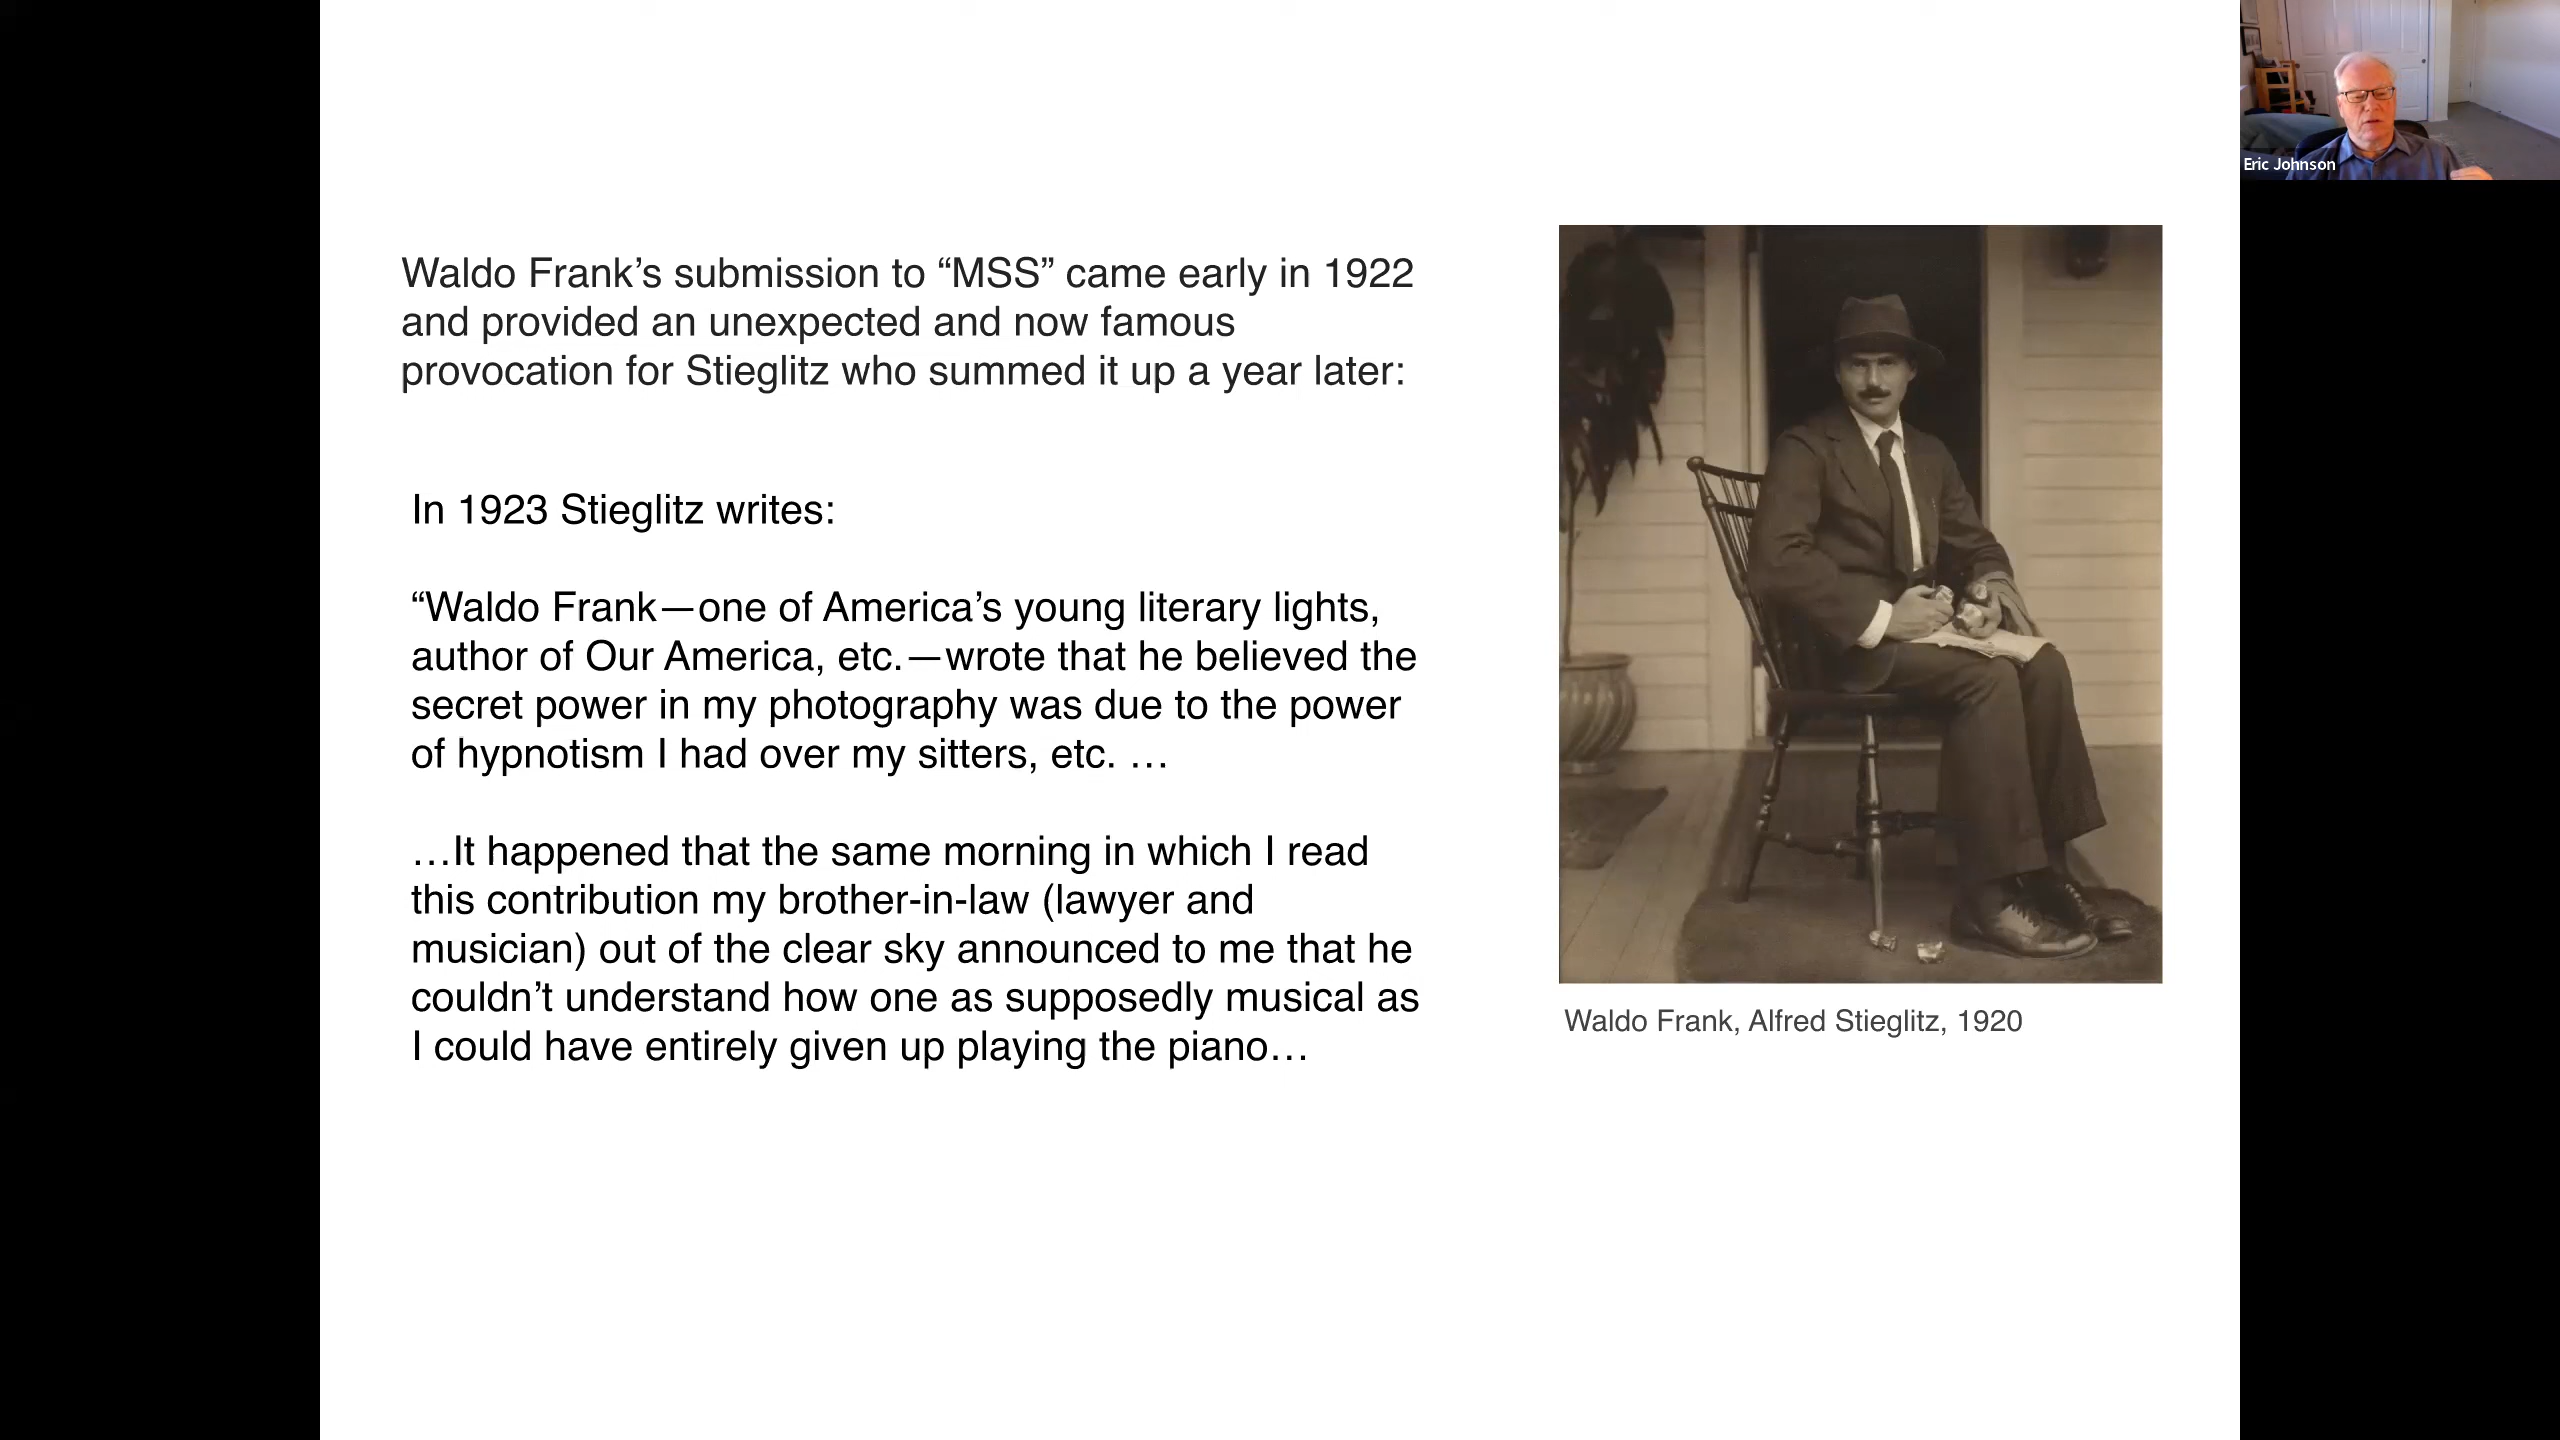 Waldo Frank’s submission to “MSS” came early in 1922
and provided an unexpected and now famous
provocation for Stieglitz who summed it up a year later:
In 1923 Stieglitz writes:
“Waldo Frank—one of America’s young literary lights,
author of Our America, etc.—wrote that he believed the
secret power in my photography was due to the power
of hypnotism I had over my sitters, etc. …
…It happened that the same morning in which I read
this contribution my brother-in-law (lawyer and
musician) out of the clear sky announced to me that he
couldn’t understand how one as supposedly musical as
I could have entirely given up playing the piano…
Waldo Frank, Alfred Stieglitz, 1920
Eric Johnson